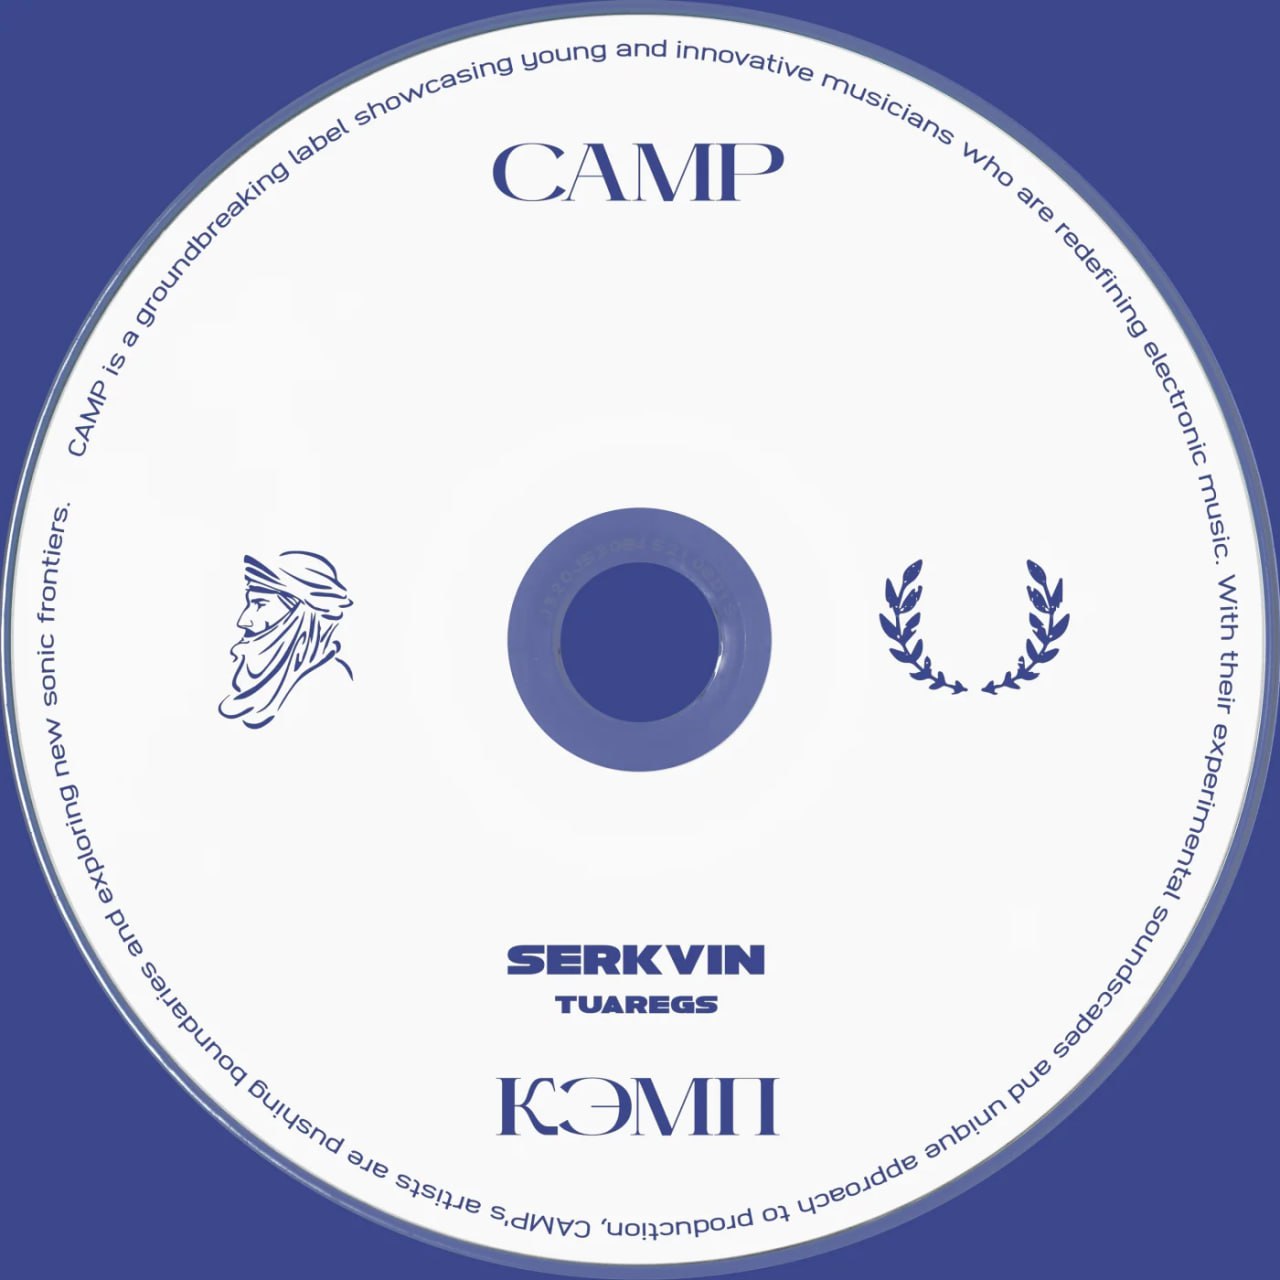 CAMP is a groundbreaking label showcasing young and innovative musicians who are redefining electronic music. With their experimental soundscapes and unique approach to production, CAMP's artists are pushing boundaries and exploring new sonic frontiers.
CAMP
SERKVIN
TUAREGS
КЭМП